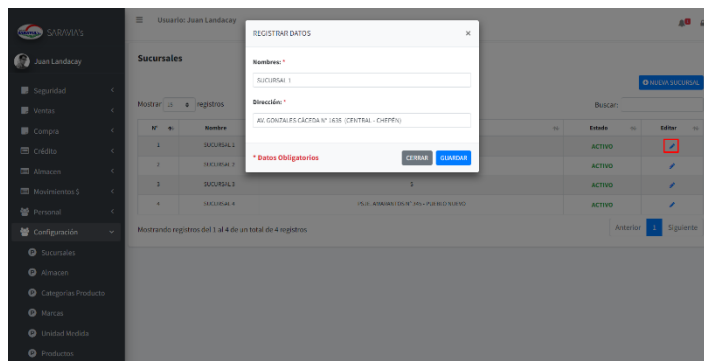 SARAVIA's
Usuario: Juan Landacay
Juan Landacay
Seguridad
Ventas
Compra
Crédito
Almacen
Movimientos $
Personal
Configuración
Sucursales
Almacen
Categorias Producto
Marcas
Unidad Medida
Productos
Sucursales
NUEVA SUCURSAL
Mostrar registros
Buscar:
N° Nombre Estado Editar
1 SUCURSAL 1 ACTIVO
2 SUCURSAL 2 ACTIVO
3 SUCURSAL 3 S ACTIVO
4 SUCURSAL 4 PUEBLO NUEVO ACTIVO
Mostrando registros del 1 al 4 de un total de 4 registros
Anterior 1 Siguiente
REGISTRAR DATOS ×
Nombres: *
SUCURSAL 1
Dirección: *
AV. GONZALES CÁCEDA N° 1635 (CENTRAL - CHEPÉN)
* Datos Obligatorios
CERRAR GUARDAR